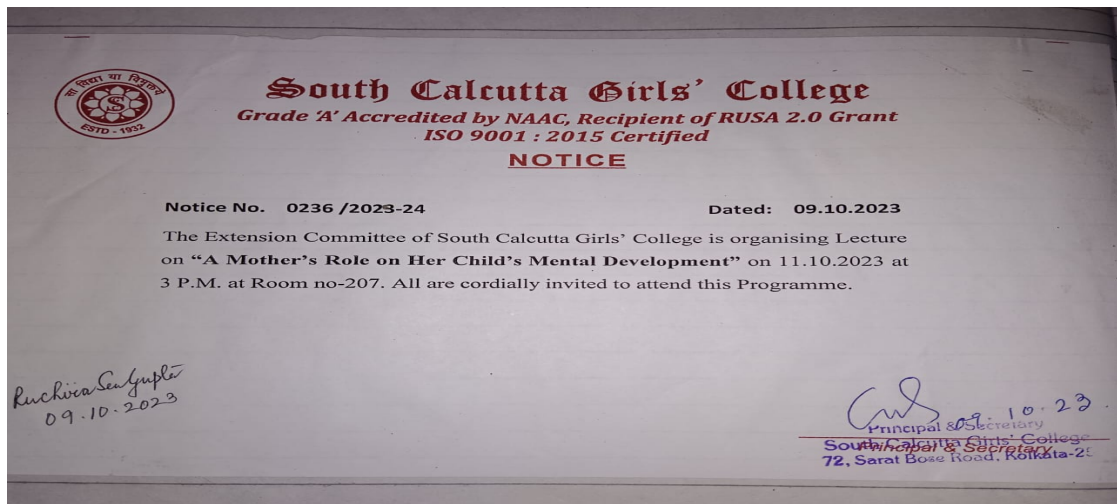 सा विद्या या विमुक्तये
S
ESTD - 1932
South Calcutta Girls' College
Grade 'A' Accredited by NAAC, Recipient of RUSA 2.0 Grant
ISO 9001 : 2015 Certified
NOTICE
Notice No. 0236 /2023-24 Dated: 09.10.2023
The Extension Committee of South Calcutta Girls' College is organising Lecture
on “A Mother's Role on Her Child's Mental Development” on 11.10.2023 at
3 P.M. at Room no-207. All are cordially invited to attend this Programme.
Ruchira Sengupta
09.10.2023
09.10.23
Principal & Secretary
South Calcutta Girls' College
Principal & Secretary
72, Sarat Bose Road, Kolkata-25